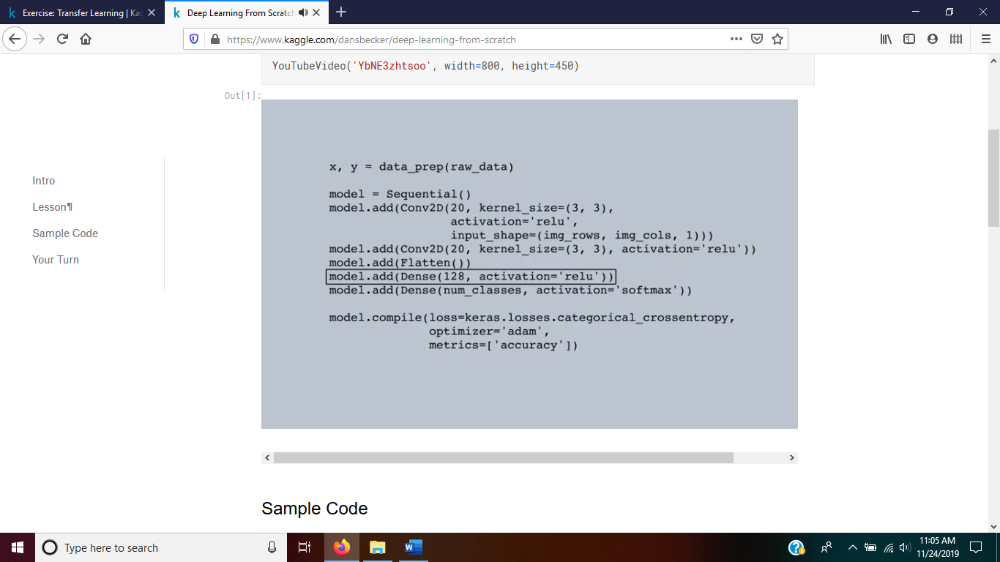 Exercise: Transfer Learning | Kag
Deep Learning From Scratch
https://www.kaggle.com/dansbecker/deep-learning-from-scratch
YouTubeVideo('YbNE3zhtsoo', width=800, height=450)
Out[1]:
Intro
Lesson¶
Sample Code
Your Turn
x, y = data_prep(raw_data)
model = Sequential()
model.add(Conv2D(20, kernel_size=(3, 3),
activation='relu',
input_shape=(img_rows, img_cols, 1)))
model.add(Conv2D(20, kernel_size=(3, 3), activation='relu'))
model.add(Flatten())
model.add(Dense(128, activation='relu'))
model.add(Dense(num_classes, activation='softmax'))
model.compile(loss=keras.losses.categorical_crossentropy,
optimizer='adam',
metrics=['accuracy'])
Sample Code
Type here to search
11:05 AM
11/24/2019